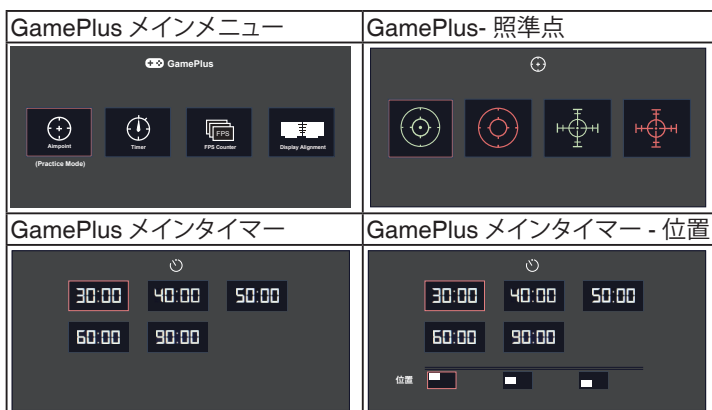 GamePlus メインメニュー
GamePlus- 照準点
GamePlus
Aimpoint
Timer
FPS
FPS Counter
Display Alignment
(Practice Mode)
GamePlus メインタイマー
GamePlus メインタイマー - 位置
30:00 40:00 50:00
60:00 90:00
30:00 40:00 50:00
60:00 90:00
位置